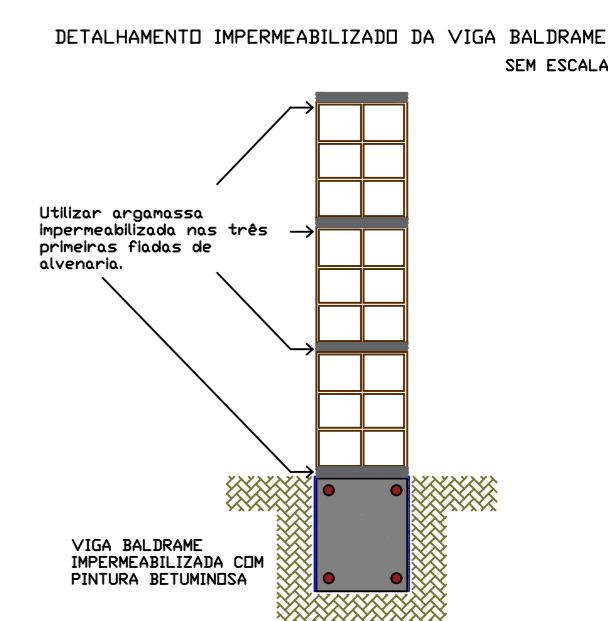 DETALHAMENTO IMPERMEABILIZADO DA VIGA BALDRAME
SEM ESCALA
Utilizar argamassa
impermeabilizada nas três
primeiras fiadas de
alvenaria.
VIGA BALDRAME
IMPERMEABILIZADA COM
PINTURA BETUMINOSA